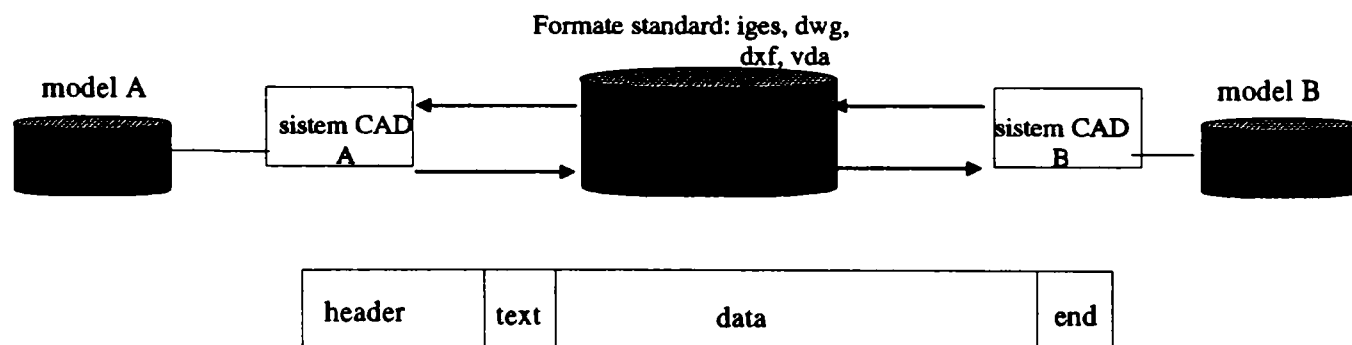 Formate standard: iges, dwg,
dxf, vda
model A
model B
sistem CAD
A
sistem CAD
B
header
text
data
end